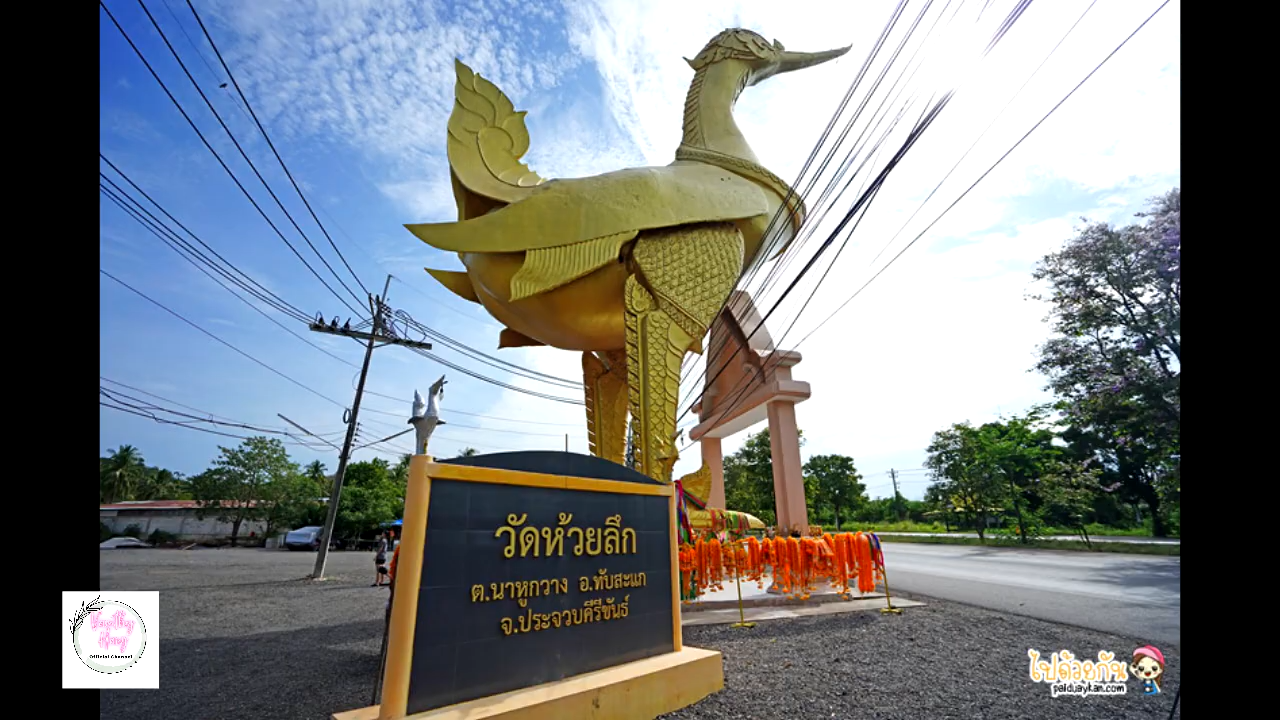 วัดห้วยลึก
ต.นาหูกวาง อ.ทับสะแก
จ.ประจวบคีรีขันธ์
Official Channel
ไปด้วยกัน
paiduaykan.com